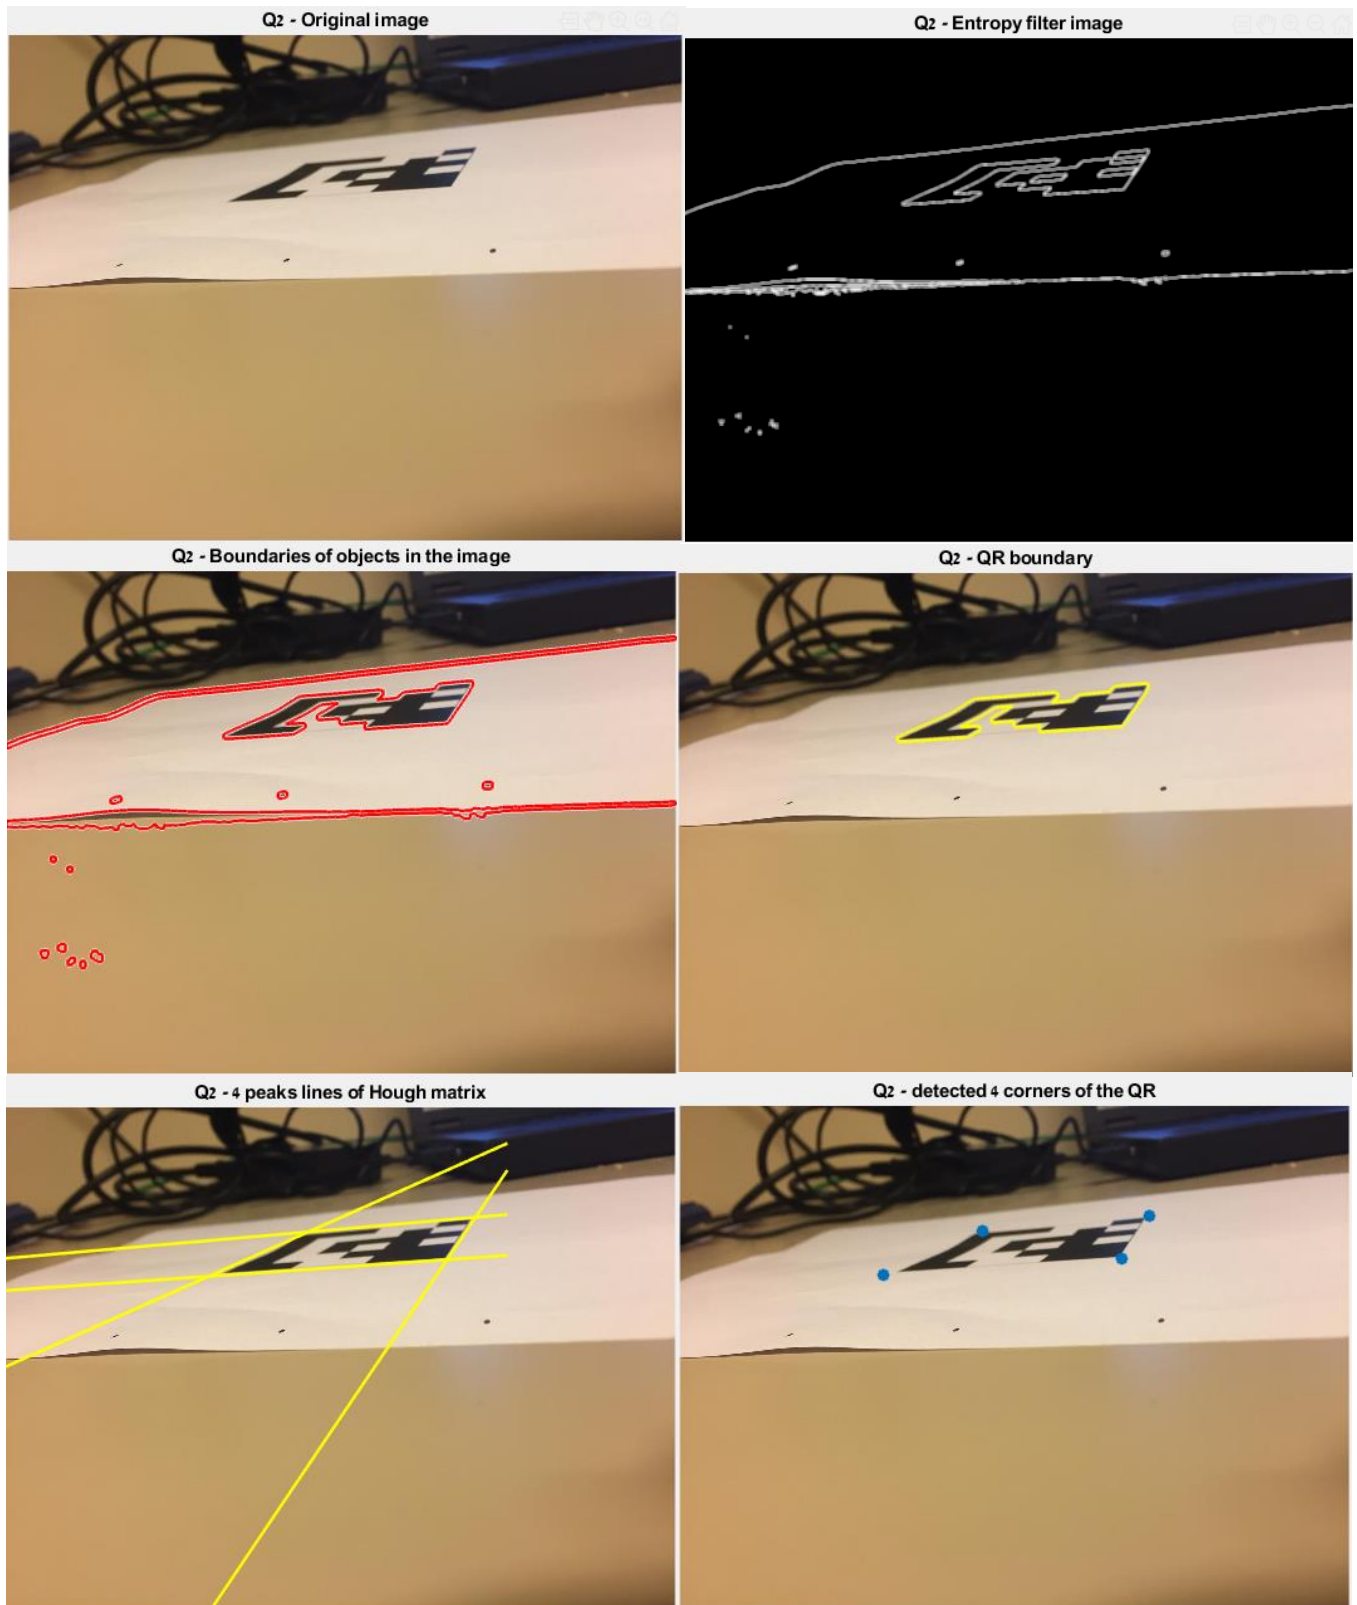 Q2 - Original image
Q2 - Entropy filter image
Q2 - Boundaries of objects in the image
Q2 - QR boundary
Q2 - 4 peaks lines of Hough matrix
Q2 - detected 4 corners of the QR